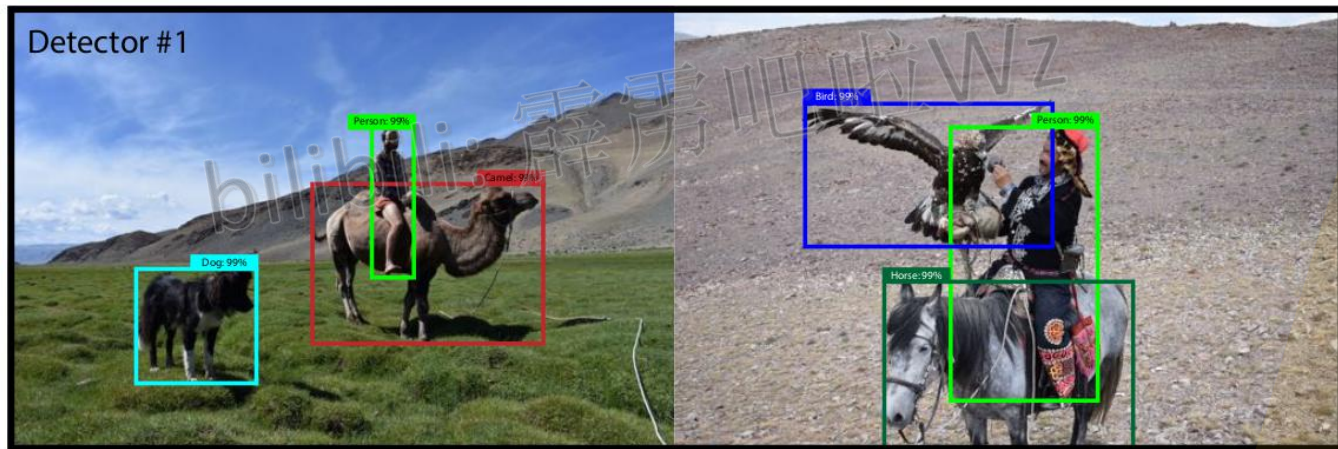 Detector #1
Person: 99%
Camel: 99%
Dog: 99%
Bird: 99%
Person: 99%
Horse: 99%
bilibili: 霹雳吧啦Wz